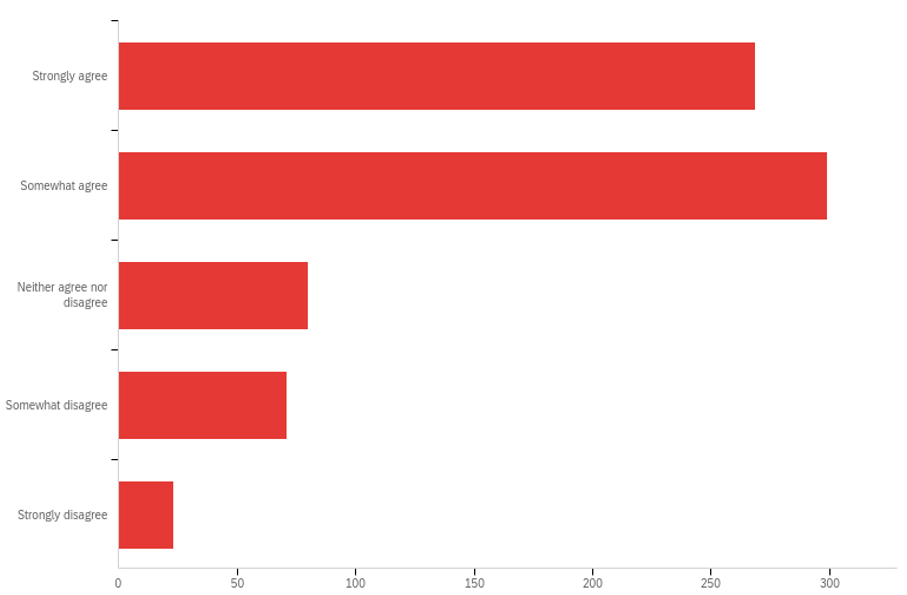 Strongly agree
Somewhat agree
Neither agree nor
disagree
Somewhat disagree
Strongly disagree
0 50 100 150 200 250 300